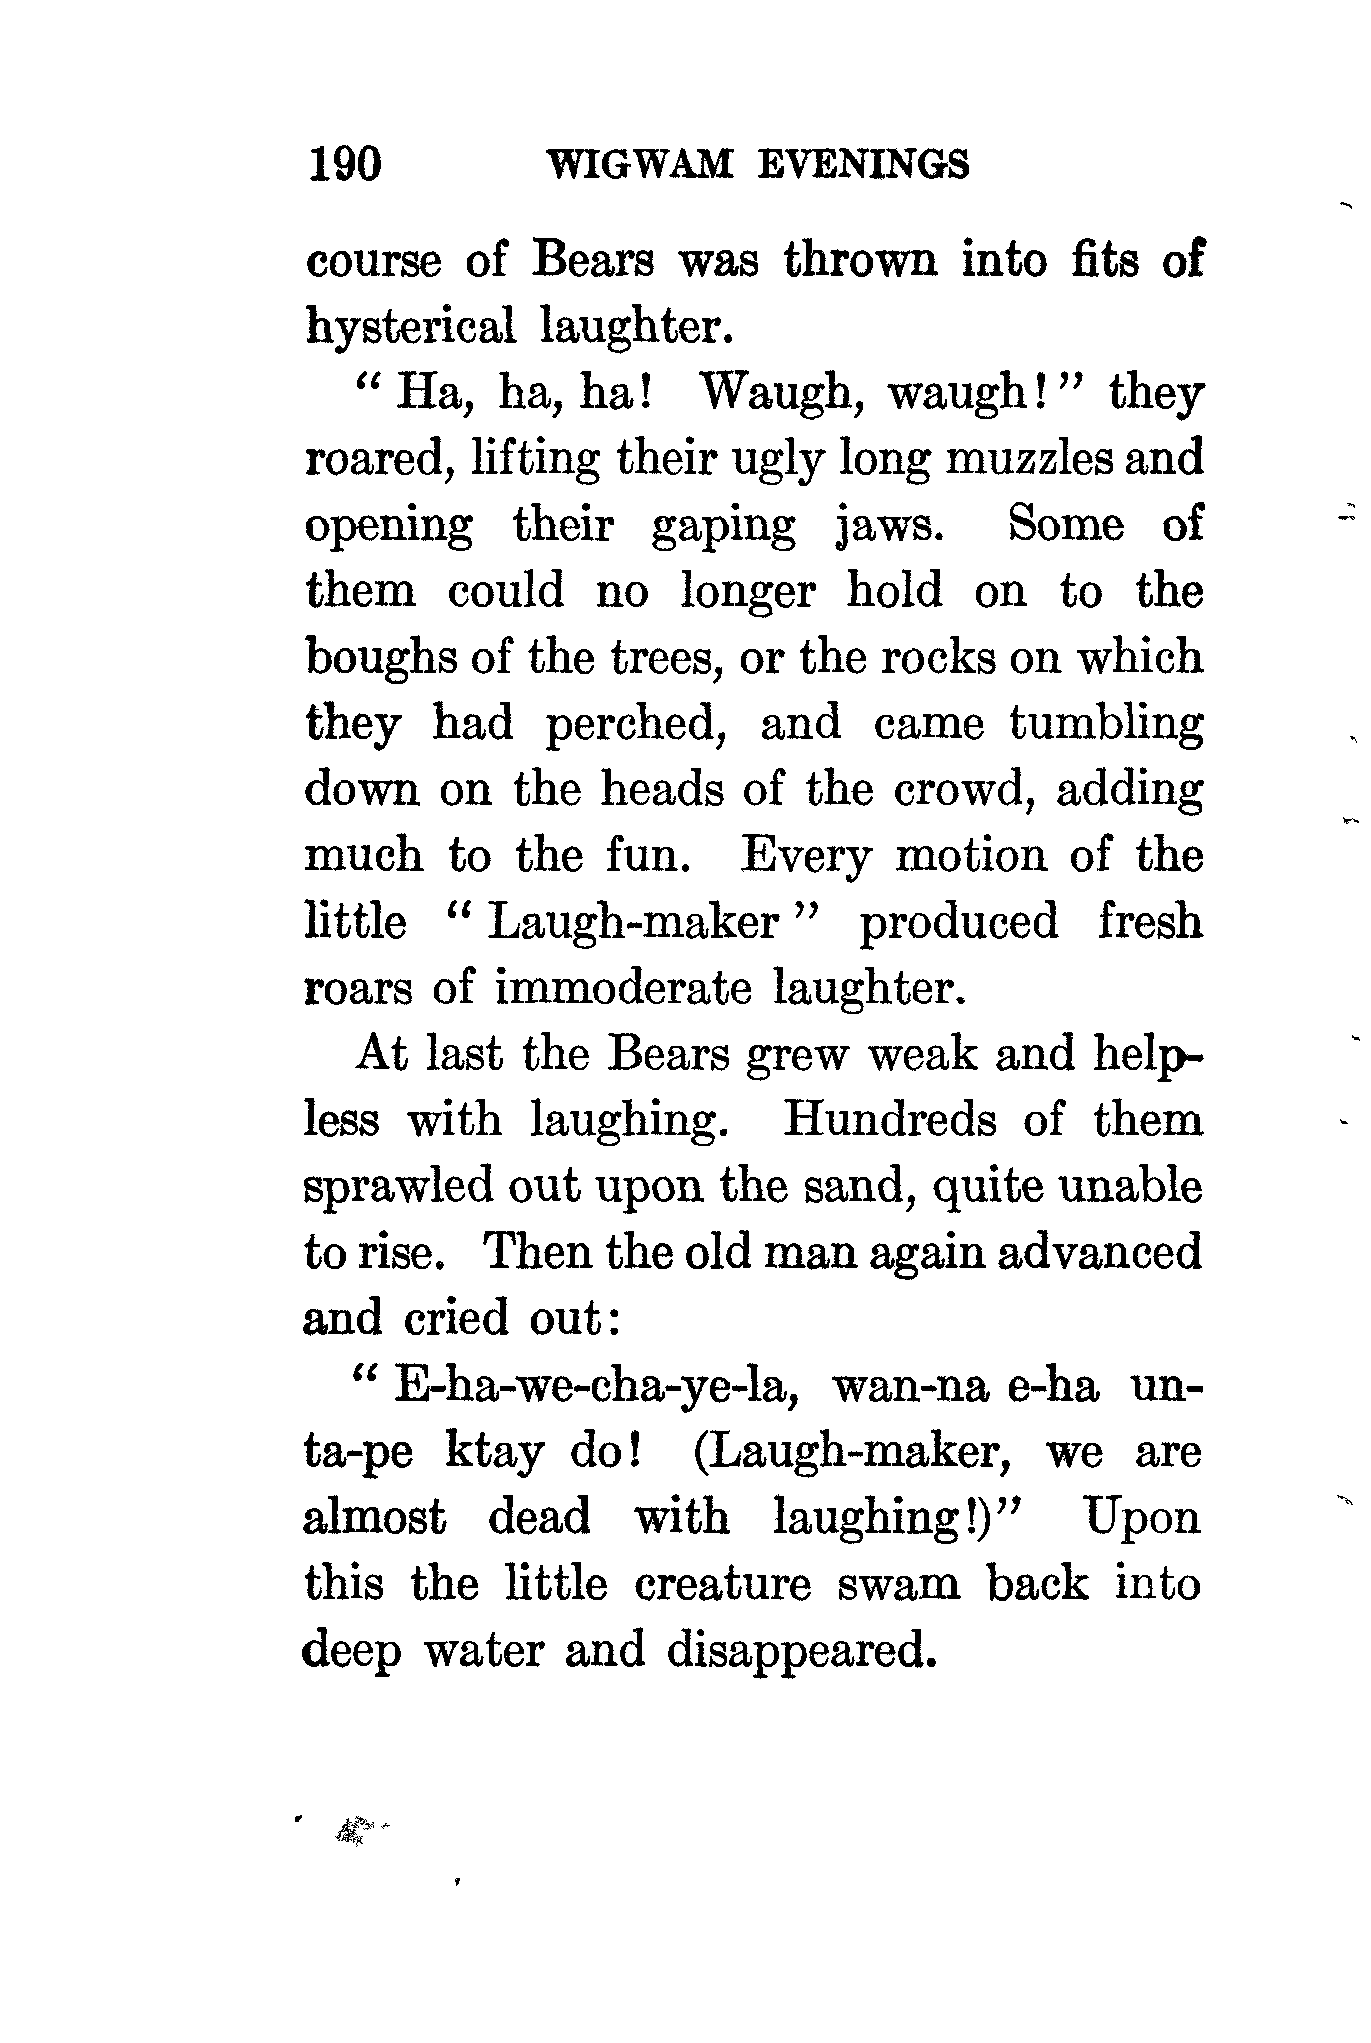 190 WIGWAM EVENINGS
course of Bears was thrown into fits of
hysterical laughter.
“ Ha, ha, ha! Waugh, waugh! ” they
roared, lifting their ugly long muzzles and
opening their gaping jaws. Some of
them could no longer hold on to the
boughs of the trees, or the rocks on which
they had perched, and came tumbling
down on the heads of the crowd, adding
much to the fun. Every motion of the
little “ Laugh-maker ” produced fresh
roars of immoderate laughter.
At last the Bears grew weak and help-
less with laughing. Hundreds of them
sprawled out upon the sand, quite unable
to rise. Then the old man again advanced
and cried out:
“ E-ha-we-cha-ye-la, wan-na e-ha un-
ta-pe ktay do! (Laugh-maker, we are
almost dead with laughing!)” Upon
this the little creature swam back into
deep water and disappeared.